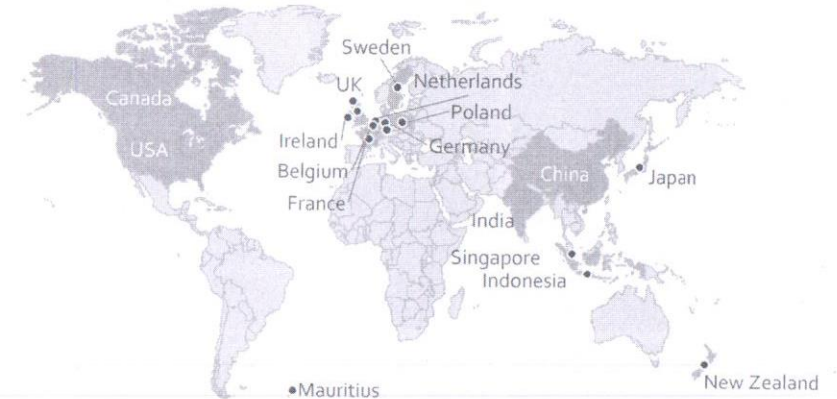 Sweden
UK
Netherlands
Canada
Poland
Ireland
USA
Germany
Belgium
China
Japan
France
India
Singapore
Indonesia
New Zealand
Mauritius